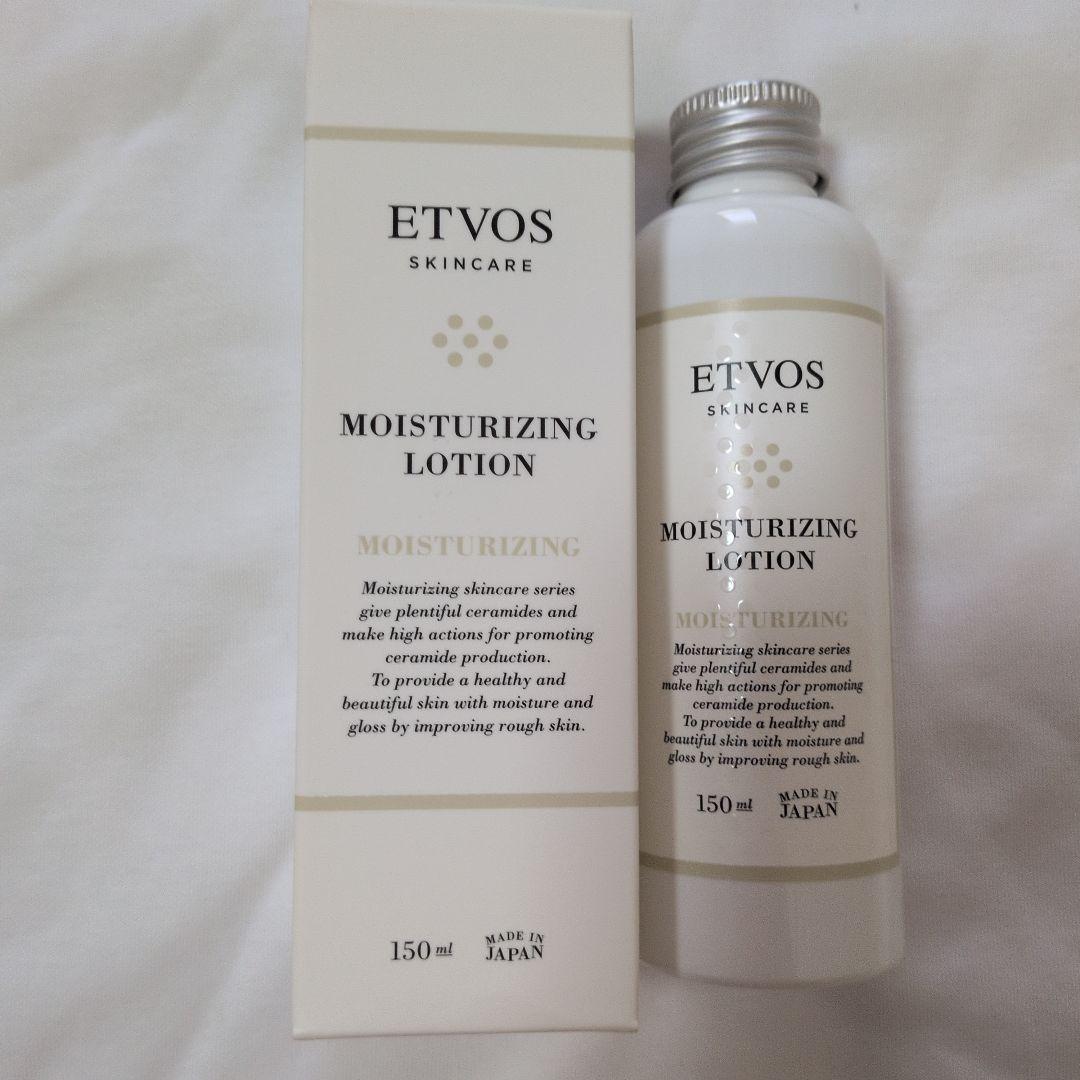 ETVOS
SKINCARE
MOISTURIZING
LOTION
MOISTURIZING
Moisturizing skincare series
give plentiful ceramides and
make high actions for promoting
ceramide production.
To provide a healthy and
beautiful skin with moisture and
gloss by improving rough skin.
150 ml
MADE IN
JAPAN
ETVOS
SKINCARE
MOISTURIZING
LOTION
MOISTURIZING
Moisturizing skincare series
give plentiful ceramides and
make high actions for promoting
ceramide production.
To provide a healthy and
beautiful skin with moisture and
gloss by improving rough skin.
150 ml
MADE IN
JAPAN